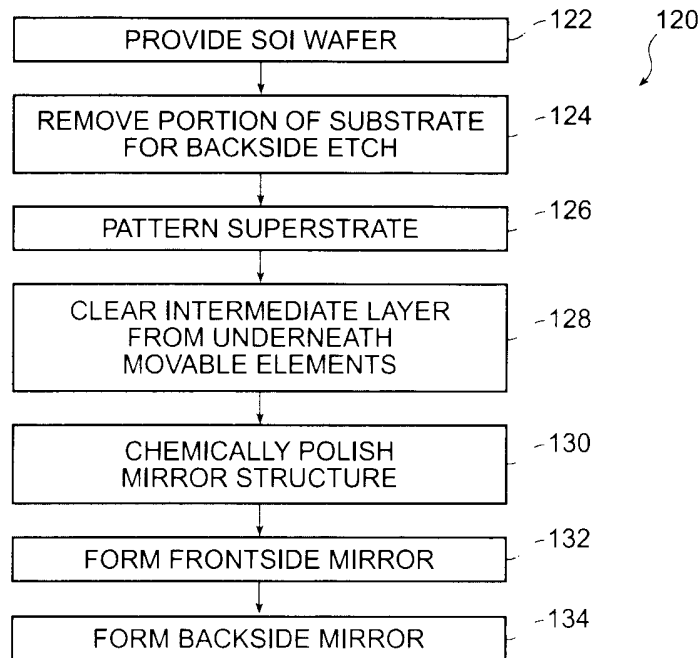 120
PROVIDE SOI WAFER
122
REMOVE PORTION OF SUBSTRATE
FOR BACKSIDE ETCH
124
PATTERN SUPERSTRATE
126
CLEAR INTERMEDIATE LAYER
FROM UNDERNEATH
MOVABLE ELEMENTS
128
CHEMICALLY POLISH
MIRROR STRUCTURE
130
FORM FRONTSIDE MIRROR
132
FORM BACKSIDE MIRROR
134